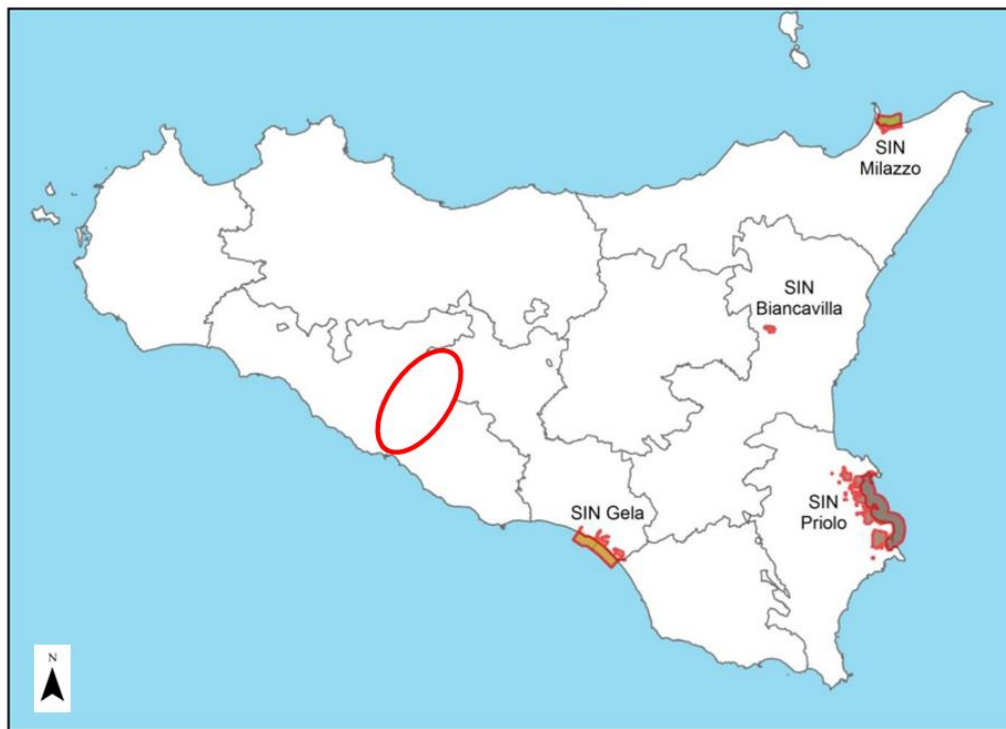 SIN
Milazzo
SIN
Biancavilla
SIN
Priolo
SIN Gela
N